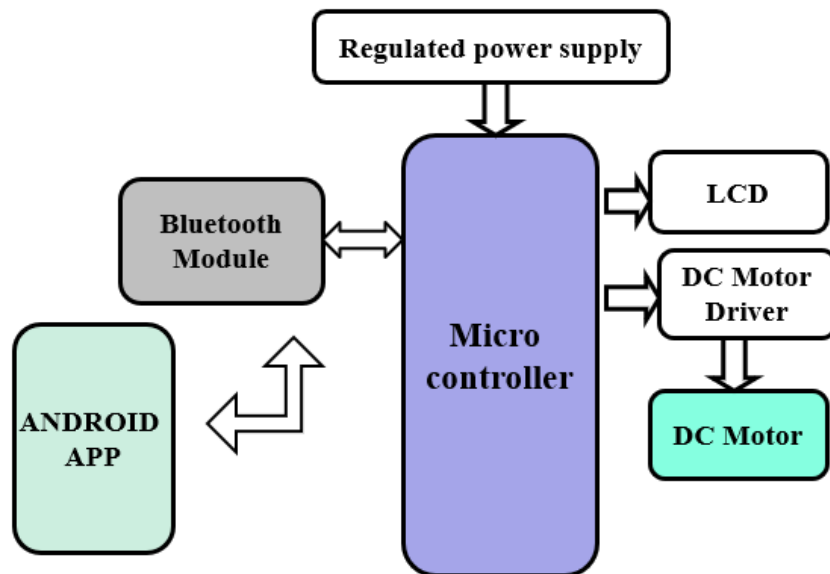 Regulated power supply
LCD
Bluetooth
Module
DC Motor
Driver
Micro
controller
ANDROID
APP
DC Motor